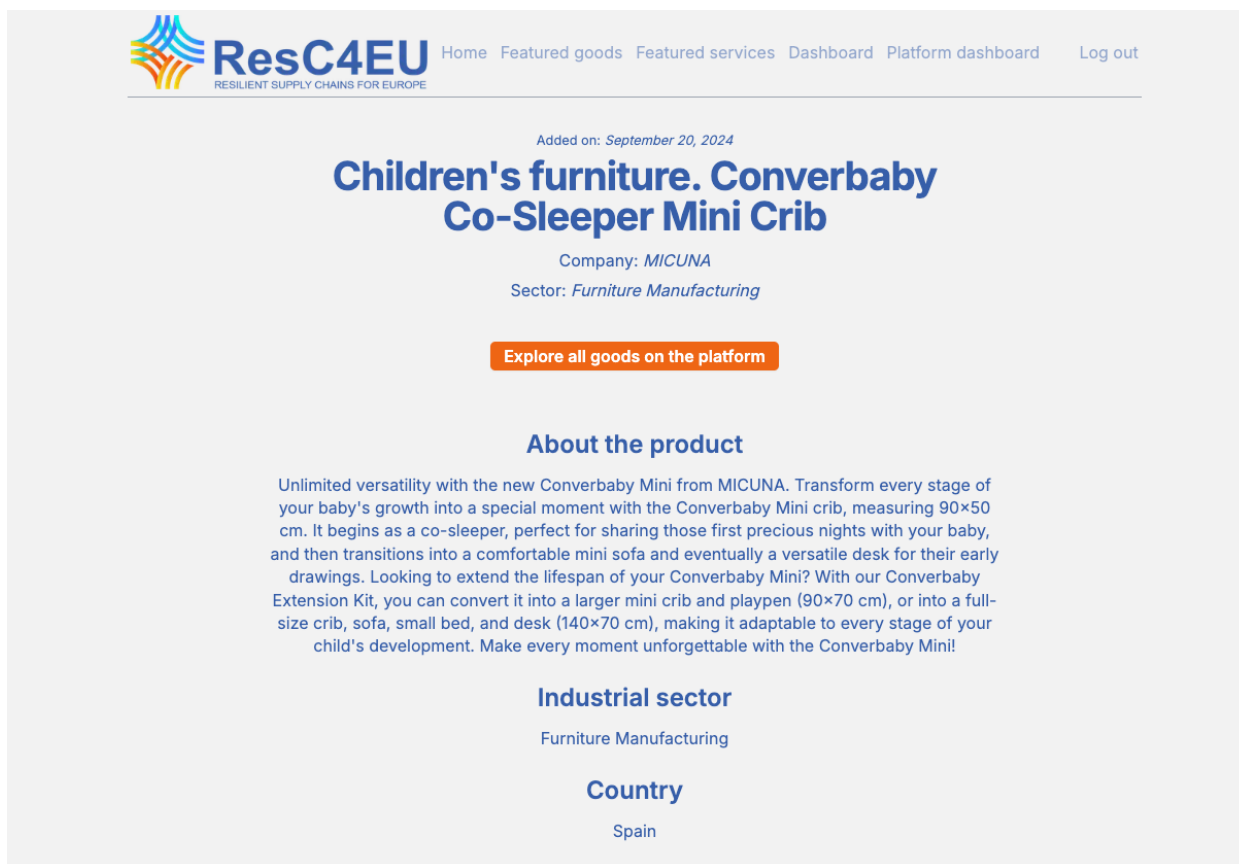 ResC4EU
RESILIENT SUPPLY CHAINS FOR EUROPE
Home Featured goods Featured services Dashboard Platform dashboard Log out
Added on: September 20, 2024
Children's furniture. Converbaby
Co-Sleeper Mini Crib
Company: MICUNA
Sector: Furniture Manufacturing
Explore all goods on the platform
About the product
Unlimited versatility with the new Converbaby Mini from MICUNA. Transform every stage of
your baby's growth into a special moment with the Converbaby Mini crib, measuring 90×50
cm. It begins as a co-sleeper, perfect for sharing those first precious nights with your baby,
and then transitions into a comfortable mini sofa and eventually a versatile desk for their early
drawings. Looking to extend the lifespan of your Converbaby Mini? With our Converbaby
Extension Kit, you can convert it into a larger mini crib and playpen (90×70 cm), or into a full-
size crib, sofa, small bed, and desk (140×70 cm), making it adaptable to every stage of your
child's development. Make every moment unforgettable with the Converbaby Mini!
Industrial sector
Furniture Manufacturing
Country
Spain